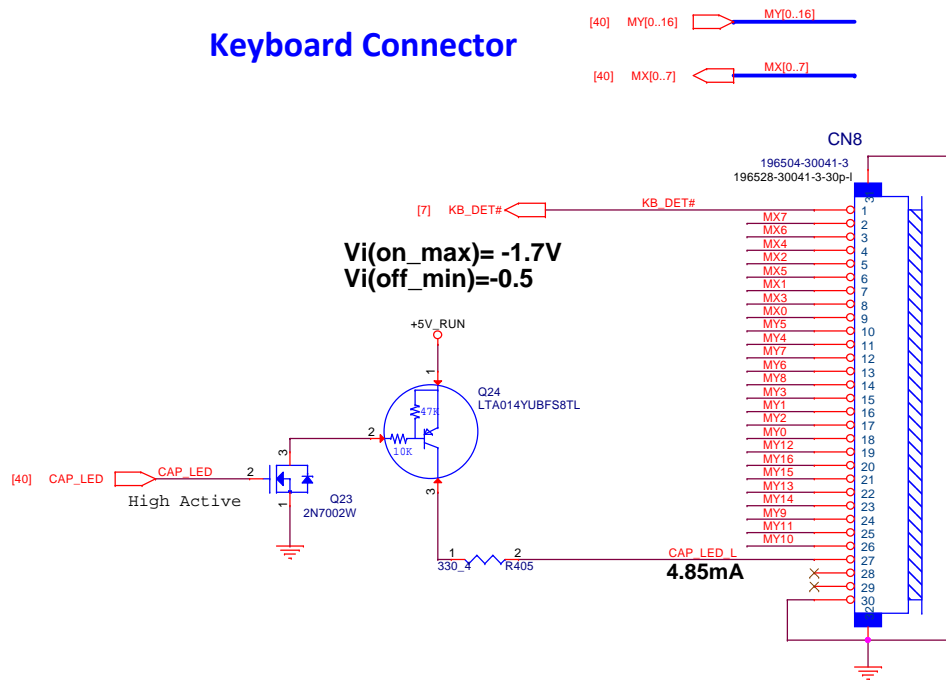 Keyboard Connector
[40] MY[0..16] MY[0..16]
[40] MX[0..7] MX[0..7]
CN8
196504-30041-3
196528-30041-3-30p-l
31
[7] KB_DET# KB_DET# 1
MX7 2
MX6 3
MX4 4
MX2 5
MX5 6
MX1 7
MX3 8
MX0 9
MY5 10
MY4 11
MY7 12
MY6 13
MY8 14
MY3 15
MY1 16
MY2 17
MY0 18
MY12 19
MY16 20
MY15 21
MY13 22
MY14 23
MY9 24
MY11 25
MY10 26
CAP_LED_L 27
28
29
30
32
Vi(on_max)= -1.7V
Vi(off_min)=-0.5
+5V_RUN
1
Q24
LTA014YUBFS8TL
47K
2
10K
3
3
[40] CAP_LED CAP_LED 2
High Active
1
Q23
2N7002W
1 2
330_4 R405
4.85mA